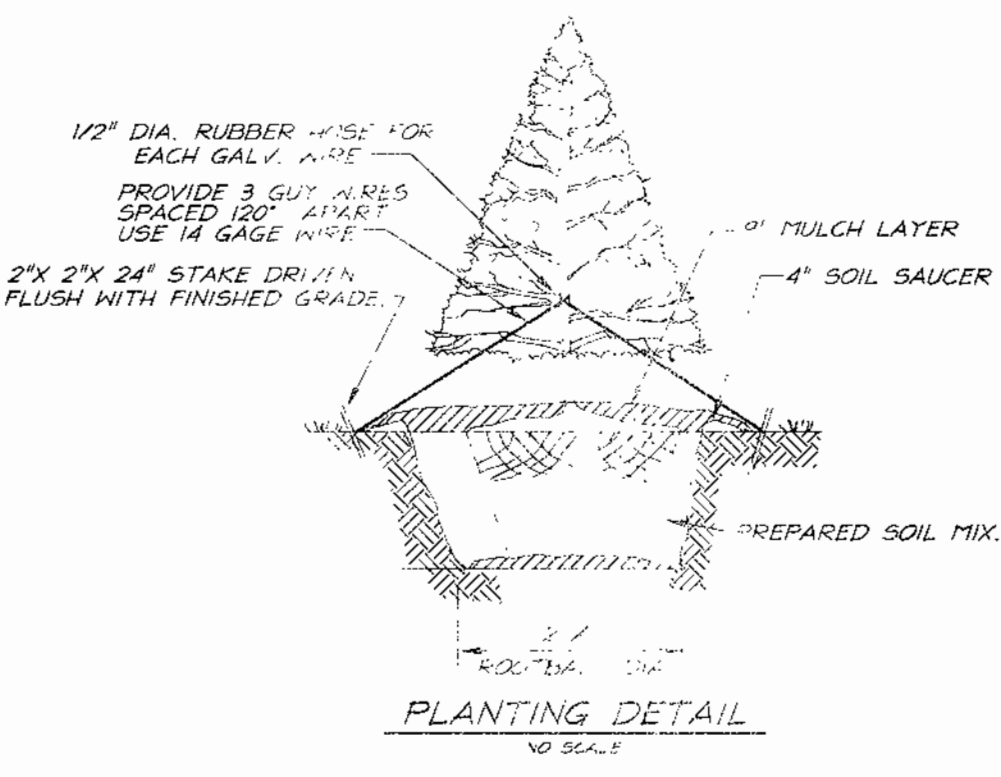 1/2" DIA. RUBBER HOSE FOR
EACH GALV. WIRE
PROVIDE 3 GUY WIRES
SPACED 120° APART
USE 14 GAGE WIRE
2"X 2"X 24" STAKE DRIVEN
FLUSH WITH FINISHED GRADE.
MULCH LAYER
4" SOIL SAUCER
PREPARED SOIL MIX.
ROOTBALL DIA
PLANTING DETAIL
NO SCALE